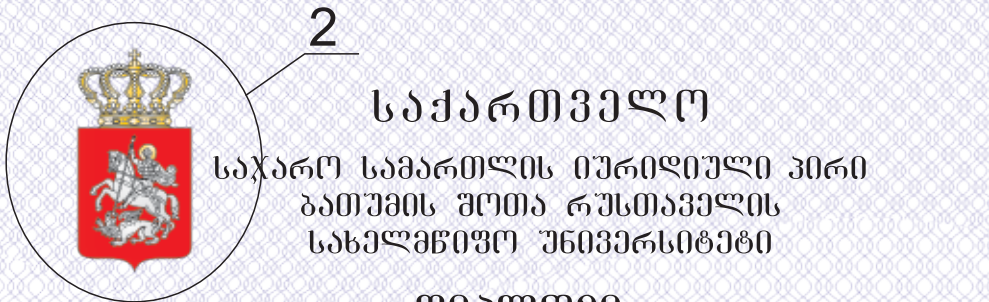 2
საქართველო
საჯარო სამართლის იურიდიული პირი
ბათუმის შოთა რუსთაველის
სახელმწიფო უნივერსიტეტი